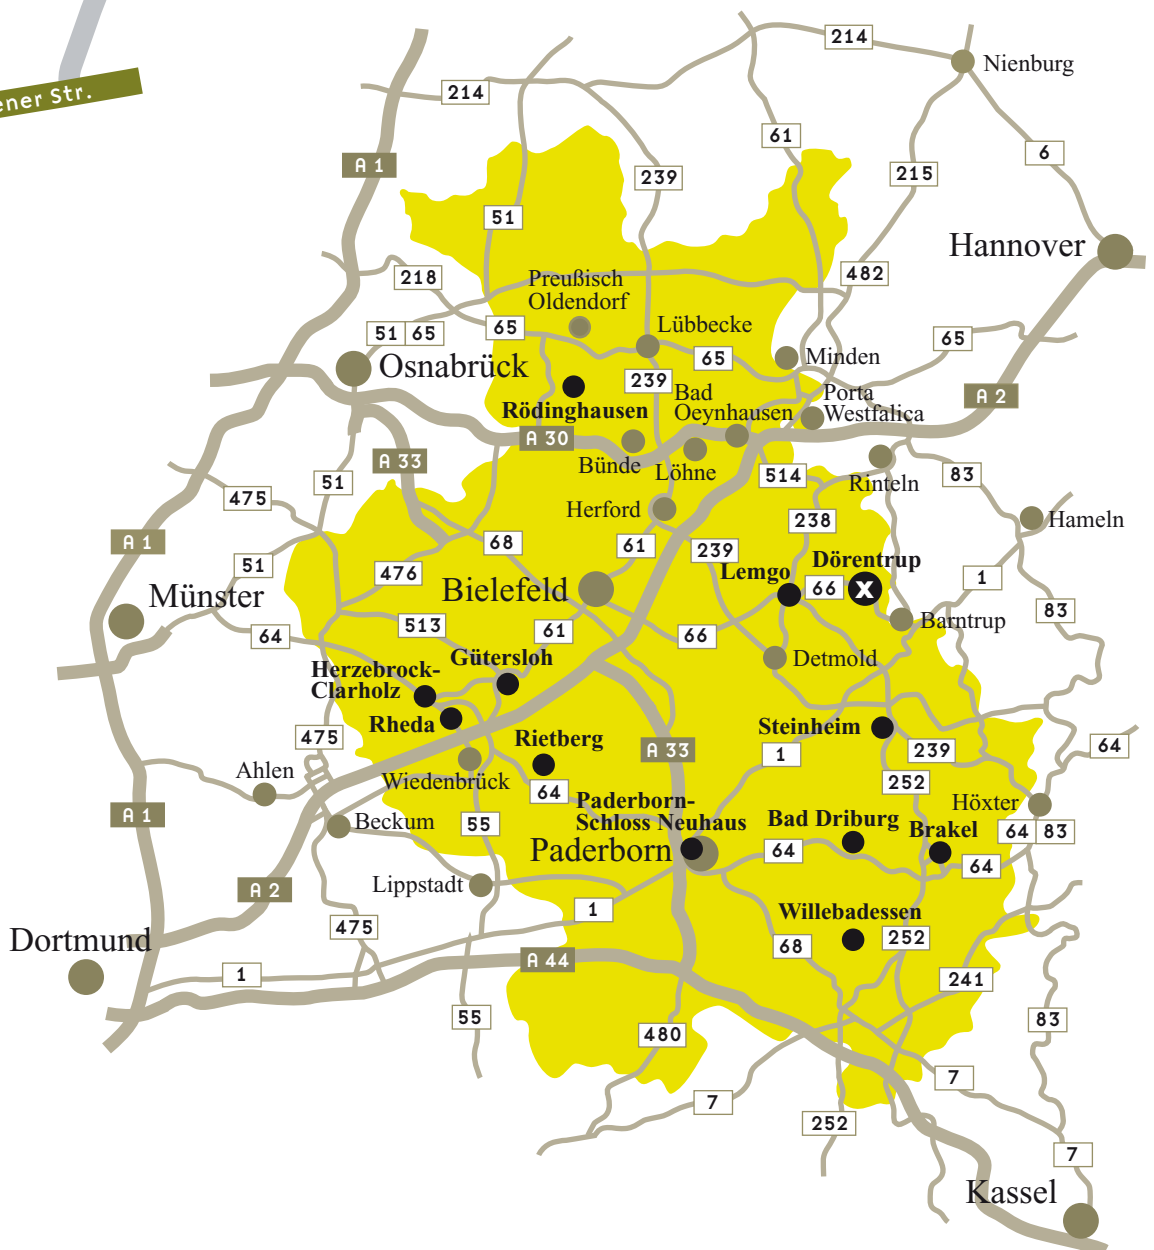 ener Str.
214
Nienburg
214
61
6
A 1
239
215
51
Hannover
218
Preußisch
Oldendorf
482
51
65
65
Lübbecke
65
Minden
65
Osnabrück
239
Bad
Oeynhausen
Porta
Westfalica
A 2
Rödinghausen
A 30
A 33
Bünde
Löhne
514
Rinteln
83
51
475
Herford
238
Hameln
A 1
68
61
239
51
476
Bielefeld
Lemgo
66
Dörentrup
x
1
Münster
83
64
513
61
66
Barntrup
Gütersloh
Detmold
Herzebrock-
Clarholz
Rheda
Steinheim
475
Rietberg
A 33
1
239
64
Ahlen
Wiedenbrück
64
252
A 1
Beckum
55
Paderborn-
Schloss Neuhaus
Bad Driburg
Brakel
Höxter
64
83
Paderborn
64
64
A 2
Lippstadt
1
Willebadessen
475
252
Dortmund
68
1
A 44
241
55
480
83
7
7
252
7
Kassel